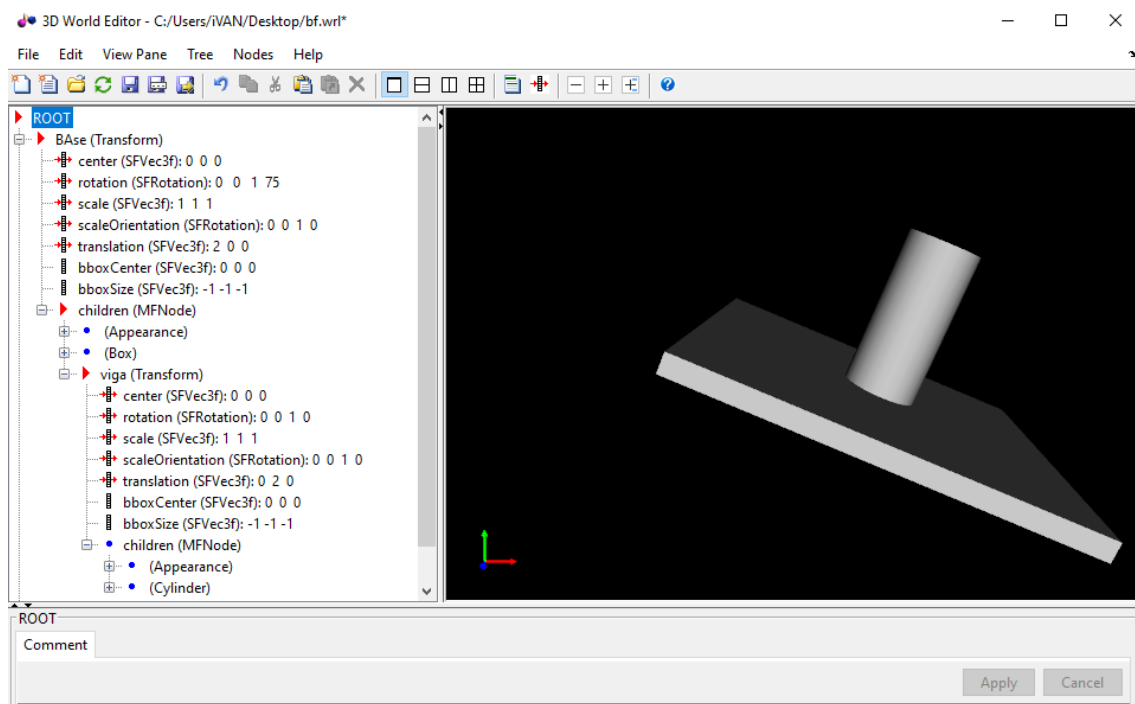 3D World Editor - C:/Users/iVAN/Desktop/bf.wrl*
File Edit View Pane Tree Nodes Help
ROOT
BAse (Transform)
center (SFVec3f): 0 0 0
rotation (SFRotation): 0 0 1 75
scale (SFVec3f): 1 1 1
scaleOrientation (SFRotation): 0 0 1 0
translation (SFVec3f): 2 0 0
bboxCenter (SFVec3f): 0 0 0
bboxSize (SFVec3f): -1 -1 -1
children (MFNode)
(Appearance)
(Box)
viga (Transform)
center (SFVec3f): 0 0 0
rotation (SFRotation): 0 0 1 0
scale (SFVec3f): 1 1 1
scaleOrientation (SFRotation): 0 0 1 0
translation (SFVec3f): 0 2 0
bboxCenter (SFVec3f): 0 0 0
bboxSize (SFVec3f): -1 -1 -1
children (MFNode)
(Appearance)
(Cylinder)
ROOT
Comment
Apply Cancel